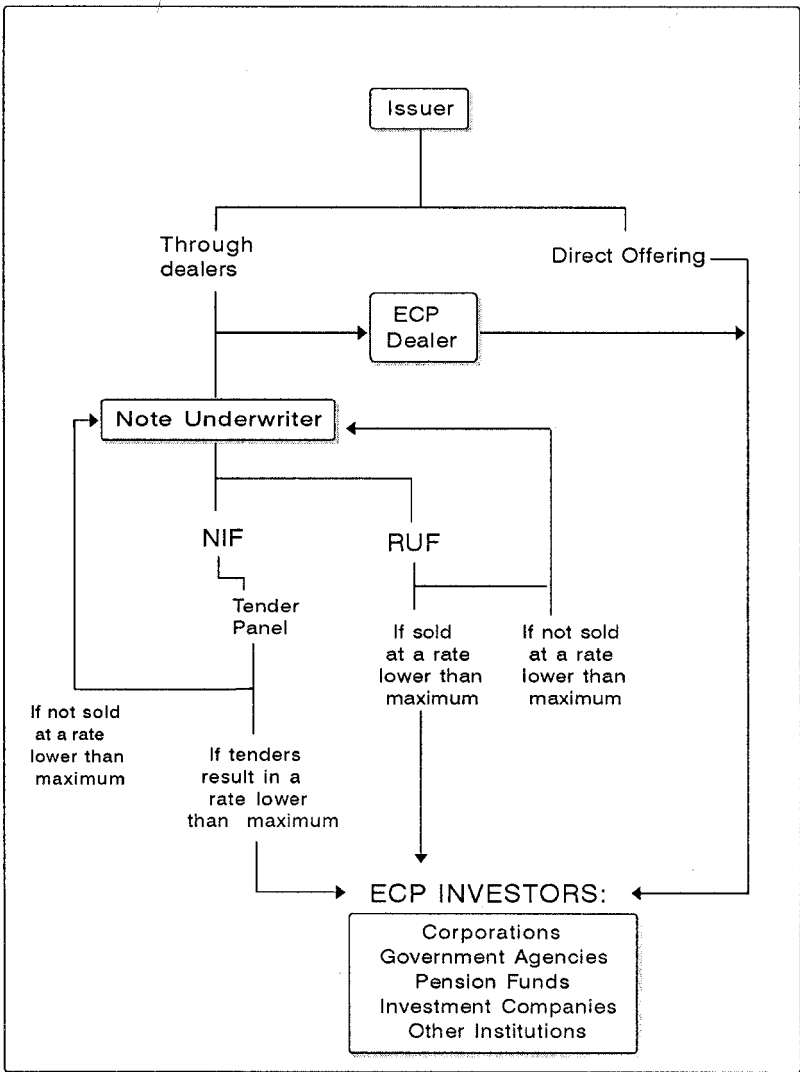 Issuer
Through
dealers
Direct Offering
ECP
Dealer
Note Underwriter
NIF
RUF
Tender
Panel
If sold
at a rate
lower than
maximum
If not sold
at a rate
lower than
maximum
If not sold
at a rate
lower than
maximum
If tenders
result in a
rate lower
than maximum
ECP INVESTORS:
Corporations
Government Agencies
Pension Funds
Investment Companies
Other Institutions